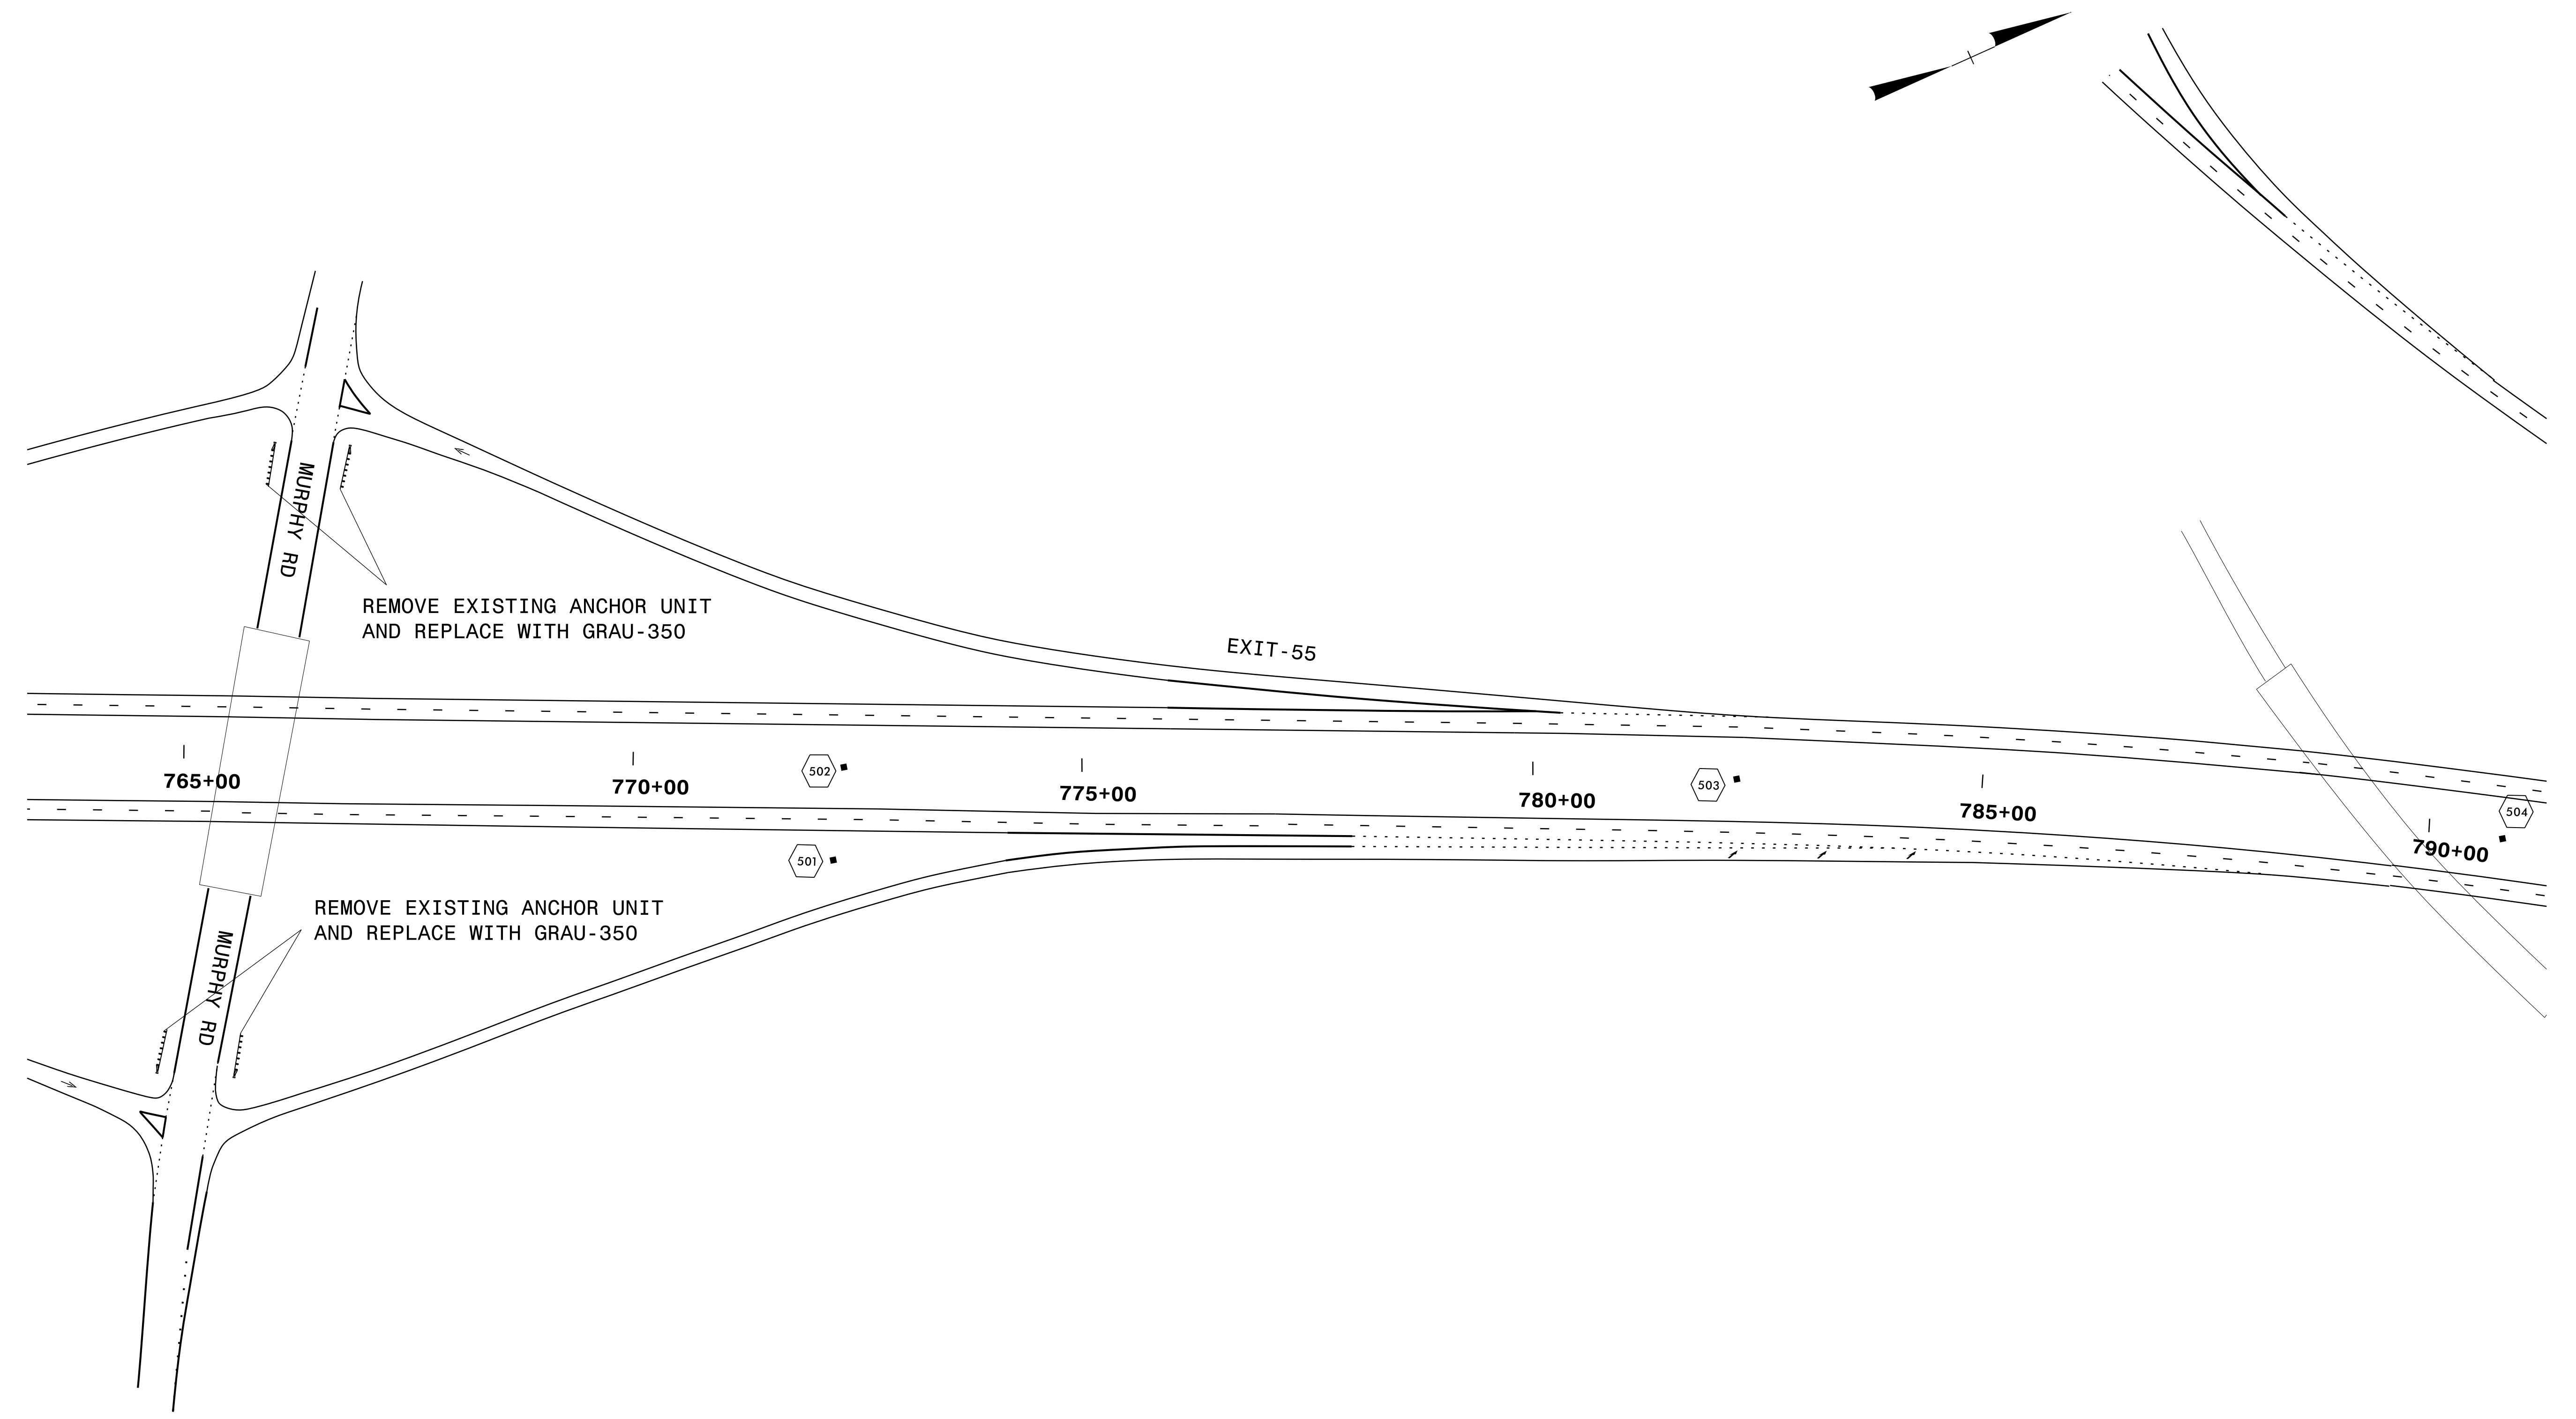 MURPHY RD
REMOVE EXISTING ANCHOR UNIT
AND REPLACE WITH GRAU-350
EXIT-55
765+00
770+00
502
775+00
780+00
503
785+00
504
790+00
501
REMOVE EXISTING ANCHOR UNIT
AND REPLACE WITH GRAU-350
MURPHY RD